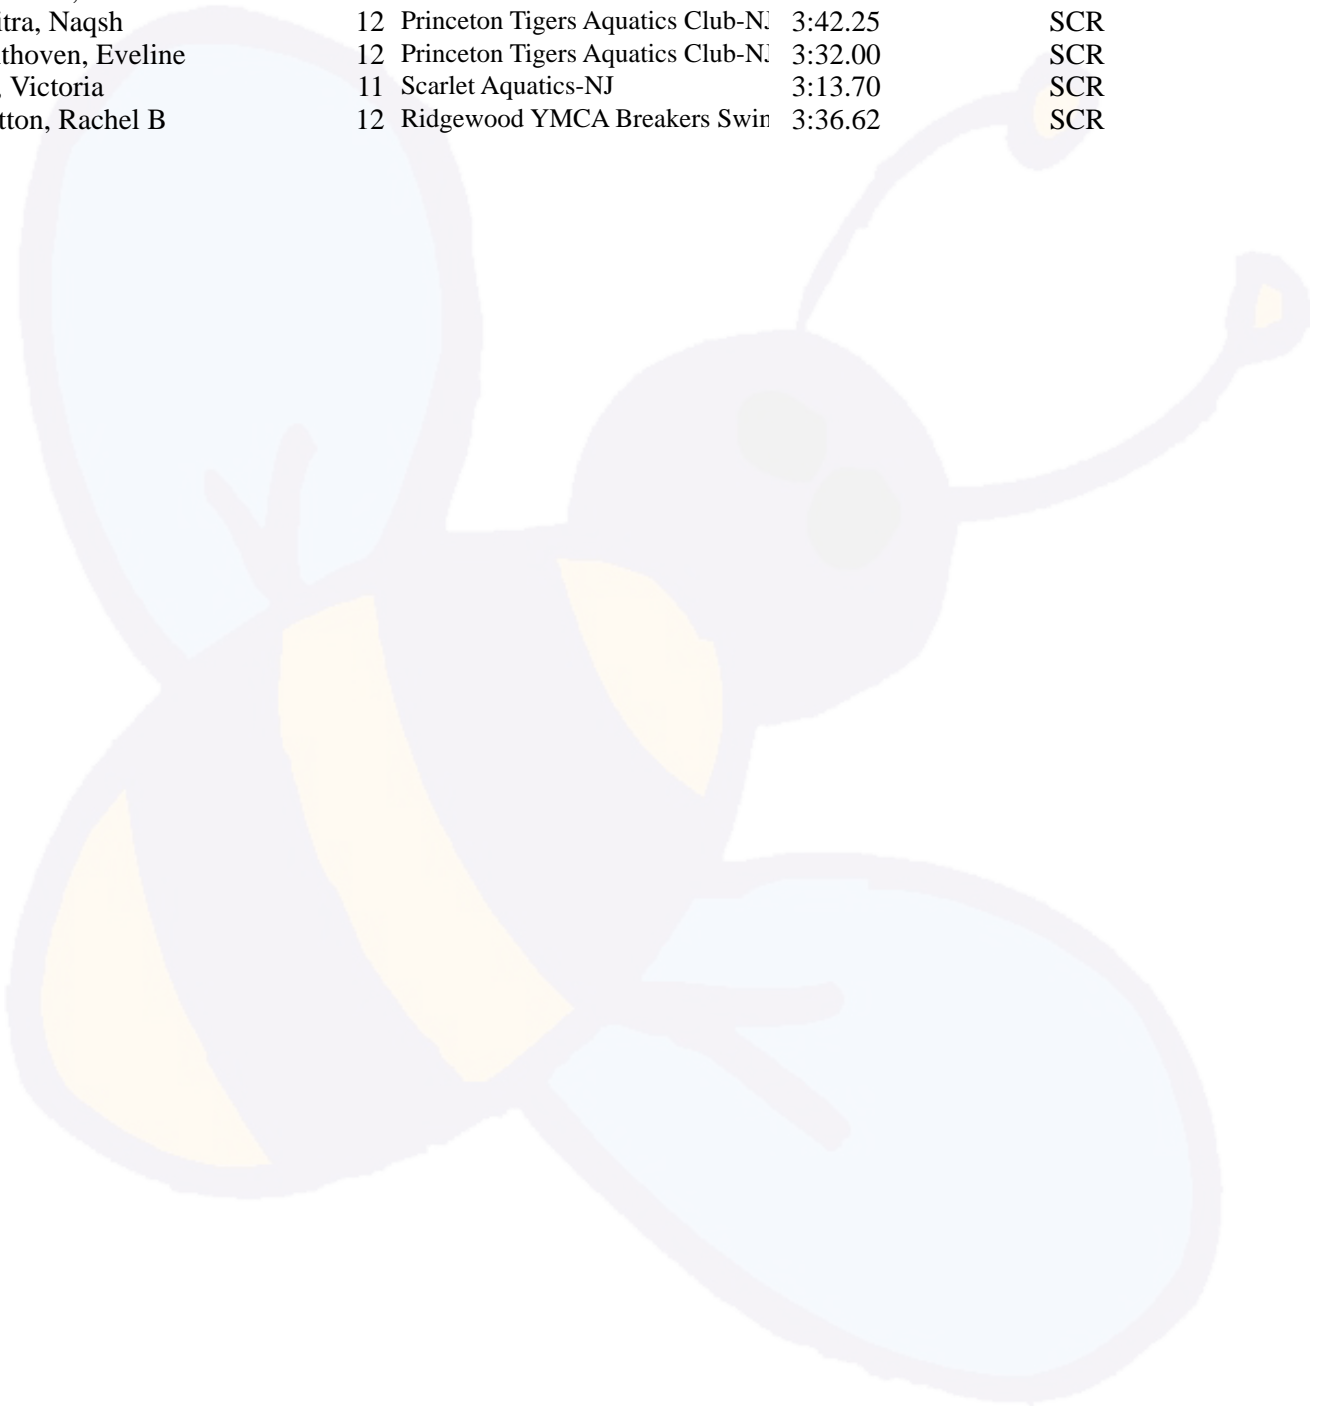 itra, Naqsh 12 Princeton Tigers Aquatics Club-NJ 3:42.25 SCR
thoven, Eveline 12 Princeton Tigers Aquatics Club-NJ 3:32.00 SCR
, Victoria 11 Scarlet Aquatics-NJ 3:13.70 SCR
tton, Rachel B 12 Ridgewood YMCA Breakers Swin 3:36.62 SCR